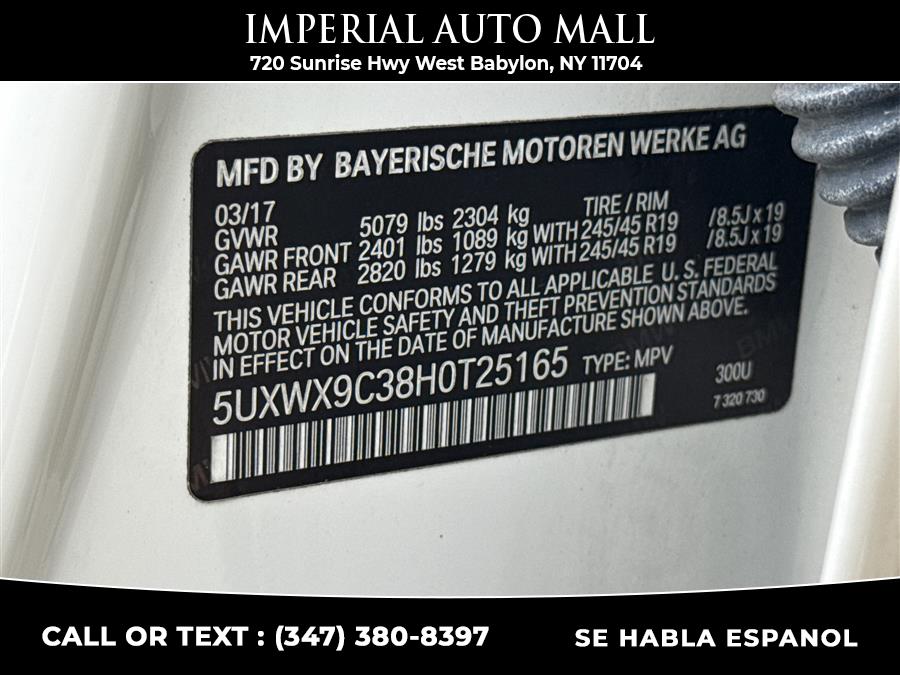 IMPERIAL AUTO MALL
720 Sunrise Hwy West Babylon, NY 11704
MFD BY BAYERISCHE MOTOREN WERKE AG
03/17 TIRE / RIM
GVWR 5079 lbs 2304 kg
GAWR FRONT 2401 lbs 1089 kg WITH 245/45 R19 /8.5J x 19
GAWR REAR 2820 lbs 1279 kg WITH 245/45 R19 /8.5J x 19
THIS VEHICLE CONFORMS TO ALL APPLICABLE U. S. FEDERAL
MOTOR VEHICLE SAFETY AND THEFT PREVENTION STANDARDS
IN EFFECT ON THE DATE OF MANUFACTURE SHOWN ABOVE.
5UXWX9C38H0T25165 TYPE: MPV
300U
7 320 730
CALL OR TEXT : (347) 380-8397
SE HABLA ESPANOL